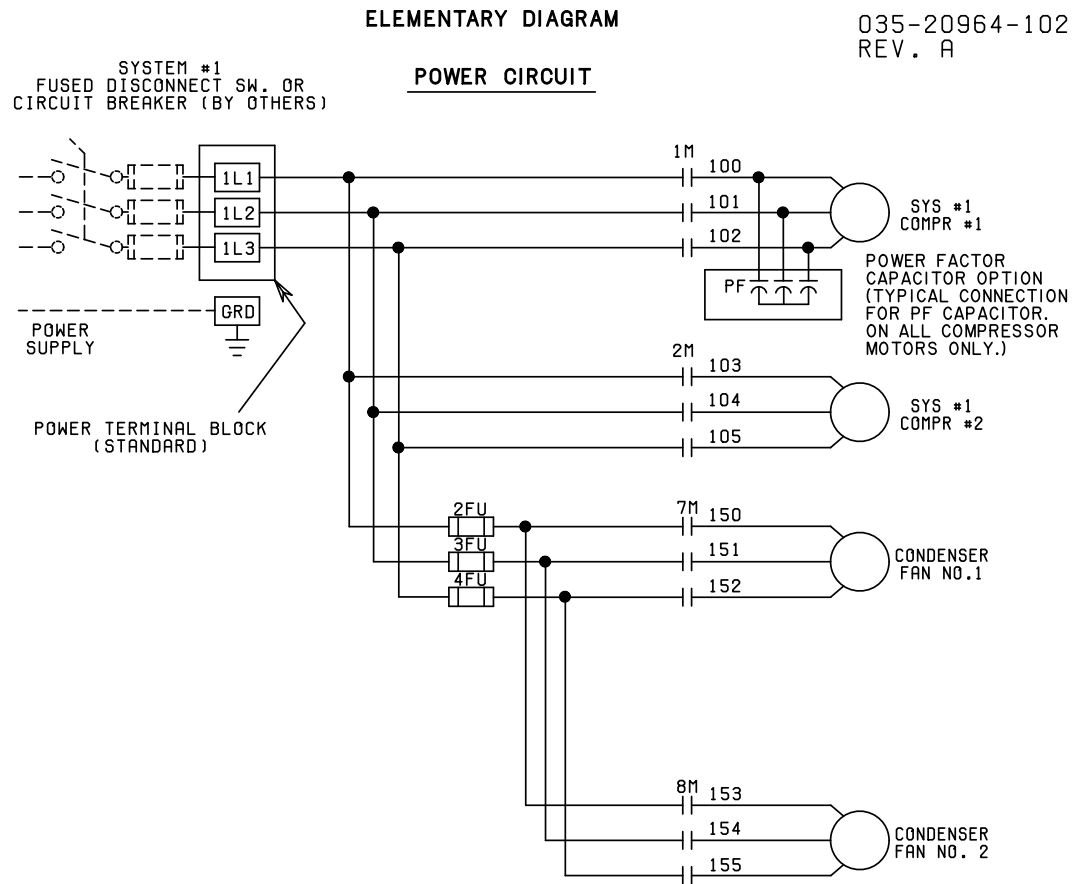 ELEMENTARY DIAGRAM
035-20964-102
REV. A
POWER CIRCUIT
SYSTEM #1
FUSED DISCONNECT SW. OR
CIRCUIT BREAKER (BY OTHERS)
1L1
1L2
1L3
GRD
POWER
SUPPLY
POWER TERMINAL BLOCK
(STANDARD)
1M
100
101
102
SYS #1
COMPR #1
PF
POWER FACTOR
CAPACITOR OPTION
(TYPICAL CONNECTION
FOR PF CAPACITOR.
ON ALL COMPRESSOR
MOTORS ONLY.)
2M
103
104
105
SYS #1
COMPR #2
2FU
3FU
4FU
7M
150
151
152
CONDENSER
FAN NO.1
8M
153
154
155
CONDENSER
FAN NO. 2